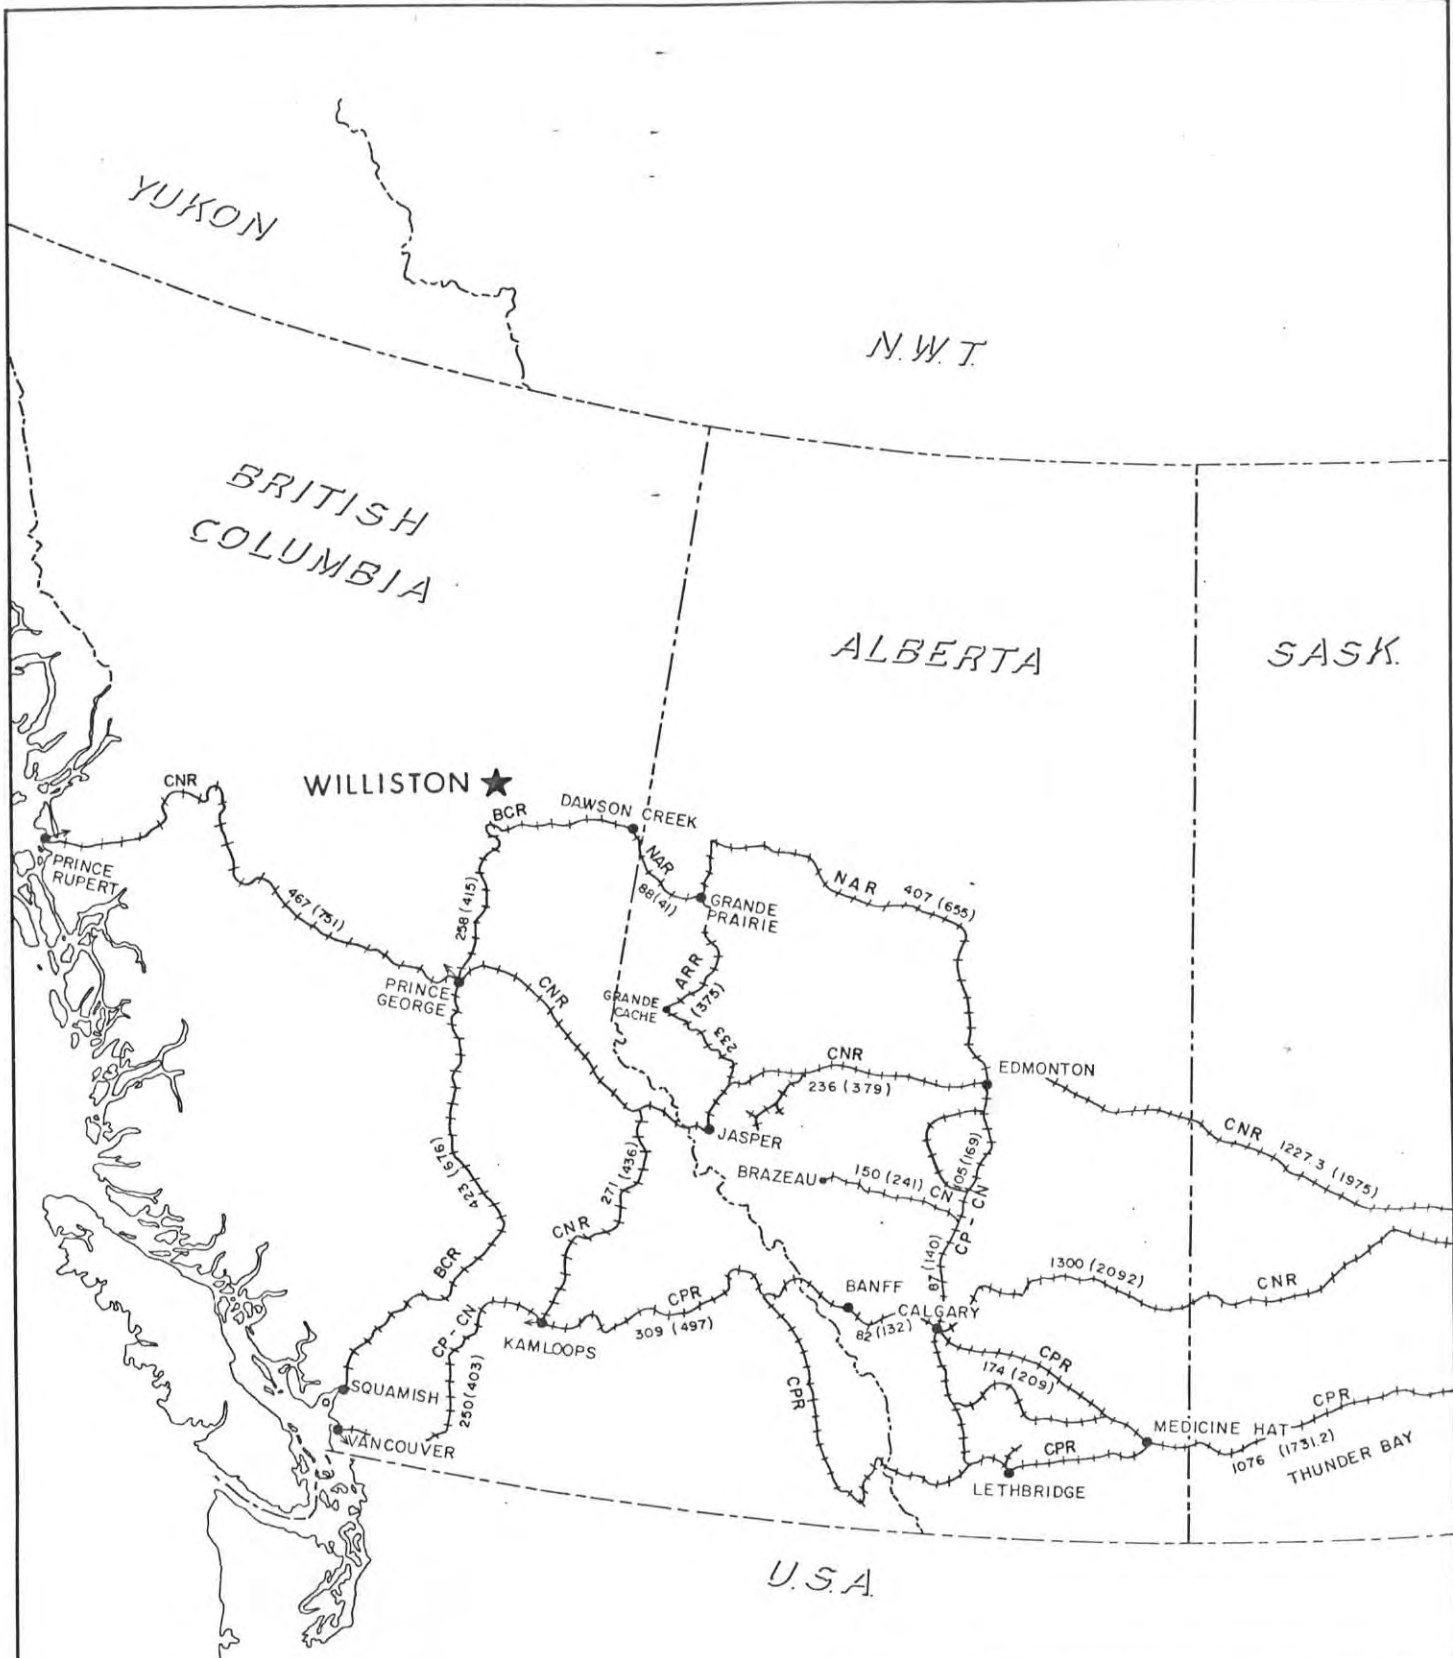 YUKON
N.W.T.
BRITISH
COLUMBIA
ALBERTA
SASK.
CNR
WILLISTON
BCR
DAWSON CREEK
PRINCE
RUPERT
467 (751)
258 (415)
NAR
88(41)
GRANDE
PRAIRIE
NAR
407 (655)
PRINCE
GEORGE
CNR
ARR
(375)
233
GRANDE
CACHE
CNR
236 (379)
EDMONTON
JASPER
CNR
1227.3 (1975)
423 (676)
271 (436)
BRAZEAU
150 (241) CN
105 (169)
CP - CN
CNR
BCR
87 (140)
1300 (2092)
CNR
BANFF
CALGARY
82 (132)
CPR
309 (497)
CP - CN
KAMLOOPS
250 (403)
SQUAMISH
VANCOUVER
CPR
CPR
174 (209)
CPR
MEDICINE HAT
1076 (1731.2)
THUNDER BAY
CPR
LETHBRIDGE
U.S.A.